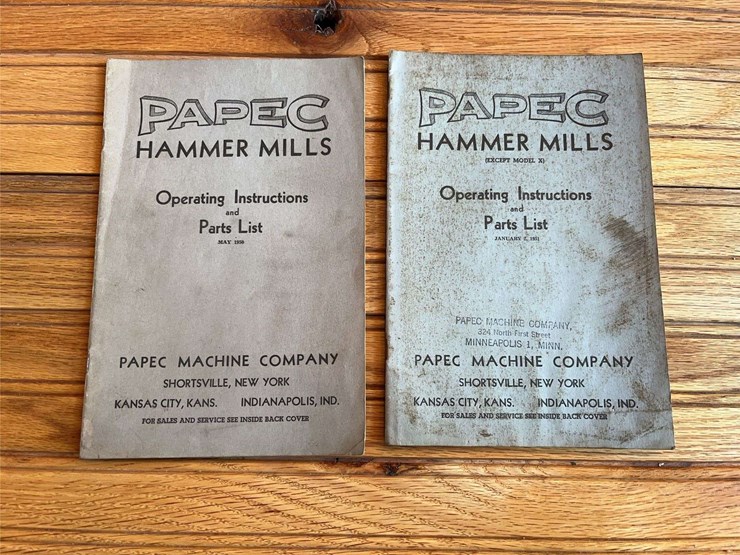 PAPEC
HAMMER MILLS
Operating Instructions
and
Parts List
PAPEC MACHINE COMPANY
SHORTSVILLE, NEW YORK
KANSAS CITY, KANS. INDIANAPOLIS, IND.
FOR SALES AND SERVICE SEE INSIDE BACK COVER
PAPEC
HAMMER MILLS
(EXCEPT MODEL X)
Operating Instructions
and
Parts List
JANUARY 2, 1951
PAPEC MACHINE COMPANY,
324 North First Street
MINNEAPOLIS 1, MINN.
PAPEC MACHINE COMPANY
SHORTSVILLE, NEW YORK
KANSAS CITY, KANS. INDIANAPOLIS, IND.
FOR SALES AND SERVICE SEE INSIDE BACK COVER